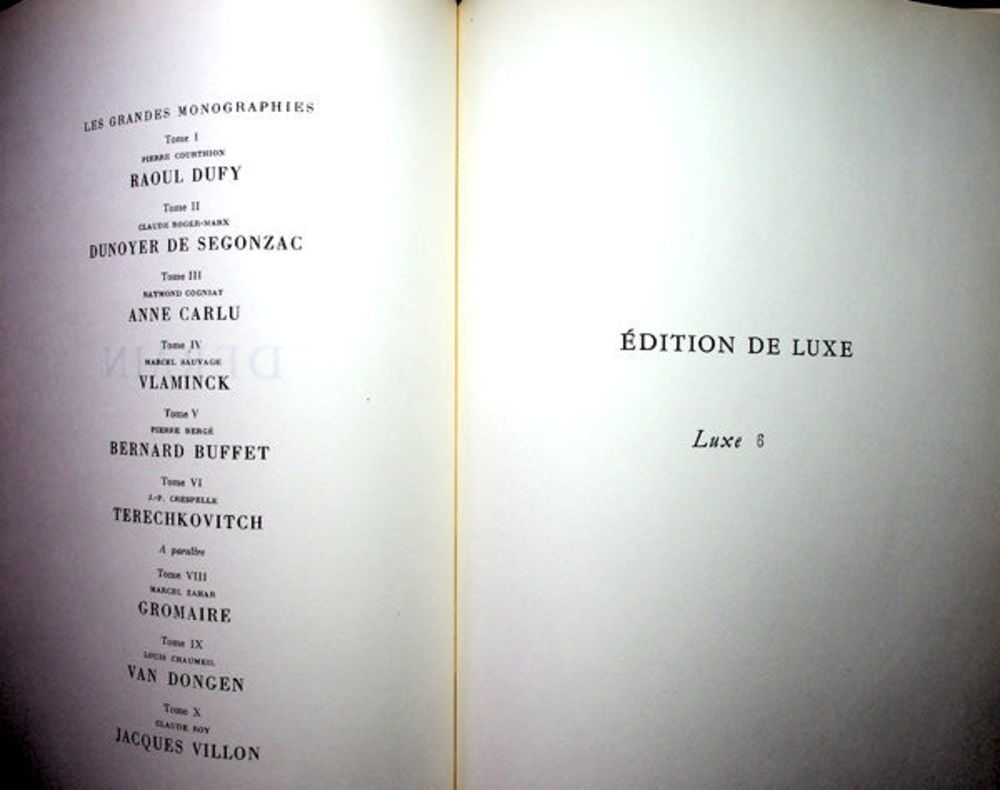 LES GRANDES MONOGRAPHIES
Tome I
PIERRE COURTHION
RAOUL DUFY
Tome II
CLAUDE ROGER-MARX
DUNOYER DE SEGONZAC
Tome III
RAYMOND COGNIAT
ANNE CARLU
Tome IV
MARCEL SAUVAGE
VLAMINCK
Tome V
PIERRE BERGÉ
BERNARD BUFFET
Tome VI
J.-P. CRESPELLE
TERECHKOVITCH
A paraître
Tome VIII
MARCEL ZAHAR
GROMAIRE
Tome IX
LOUIS CHAUMEIL
VAN DONGEN
Tome X
CLAUDE ROY
JACQUES VILLON
ÉDITION DE LUXE
Luxe 6